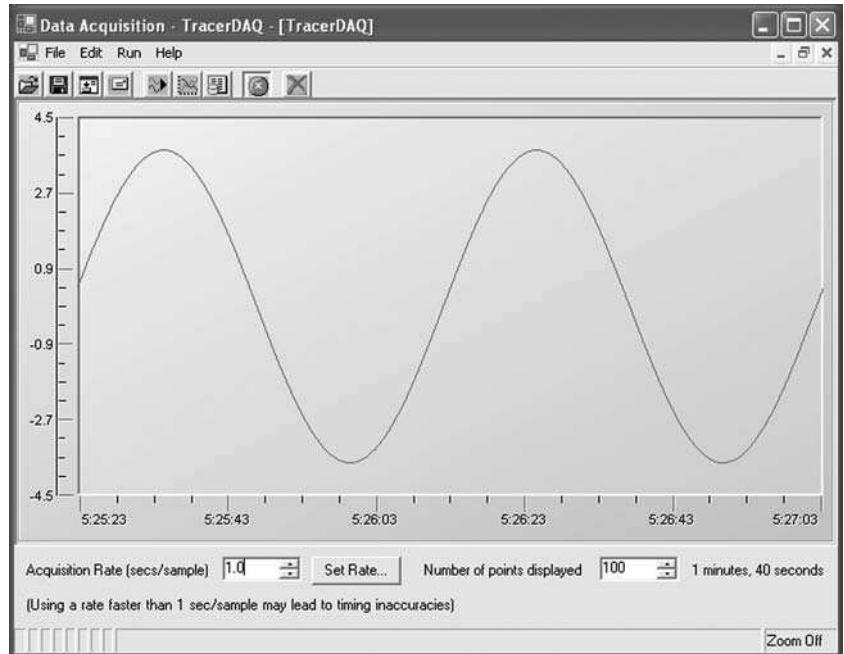 Data Acquisition - TracerDAQ - [TracerDAQ]
File Edit Run Help
4.5
2.7
0.9
-0.9
-2.7
-4.5
5:25:23 5:25:43 5:26:03 5:26:23 5:26:43 5:27:03
Acquisition Rate (secs/sample) 1.0 Set Rate... Number of points displayed 100 1 minutes, 40 seconds
(Using a rate faster than 1 sec/sample may lead to timing inaccuracies)
Zoom Off